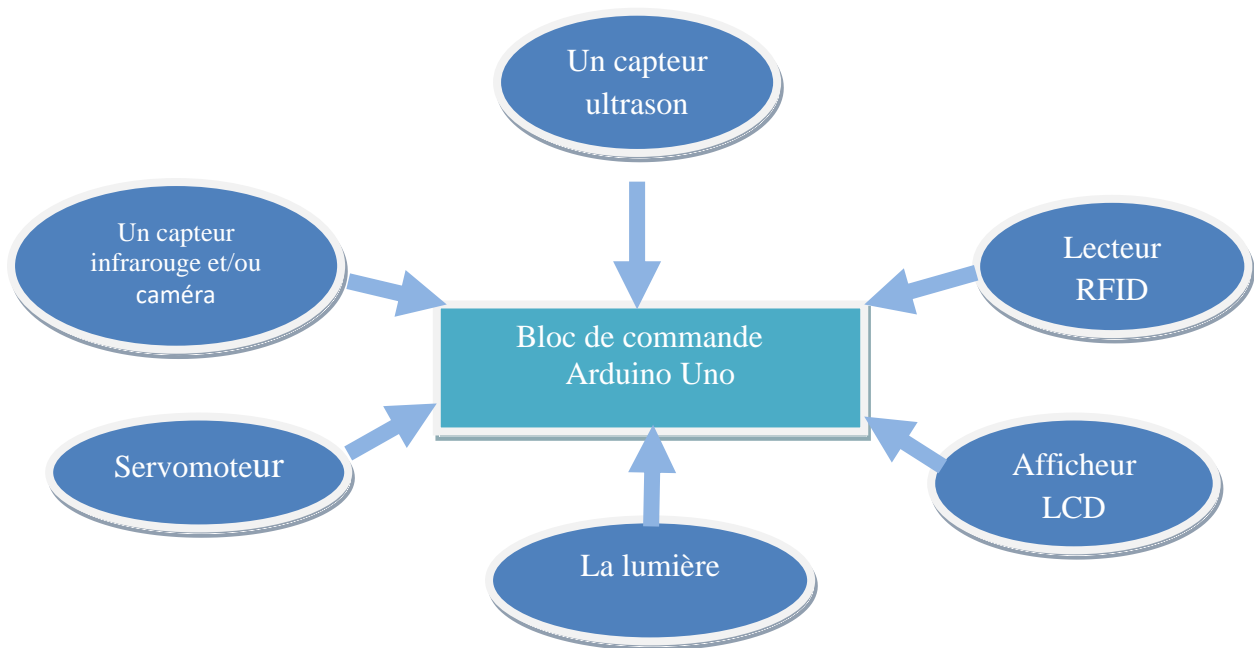 Un capteur
ultrason
Un capteur
infrarouge et/ou
caméra
Lecteur
RFID
Bloc de commande
Arduino Uno
Servomoteur
Afficheur
LCD
La lumière